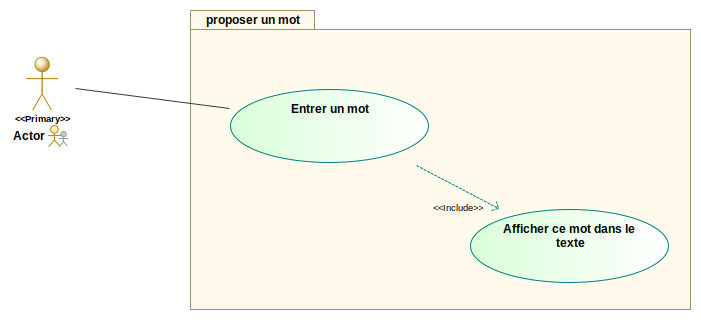 proposer un mot
Entrer un mot
<<Primary>>
Actor
<<Include>>
Afficher ce mot dans le
texte